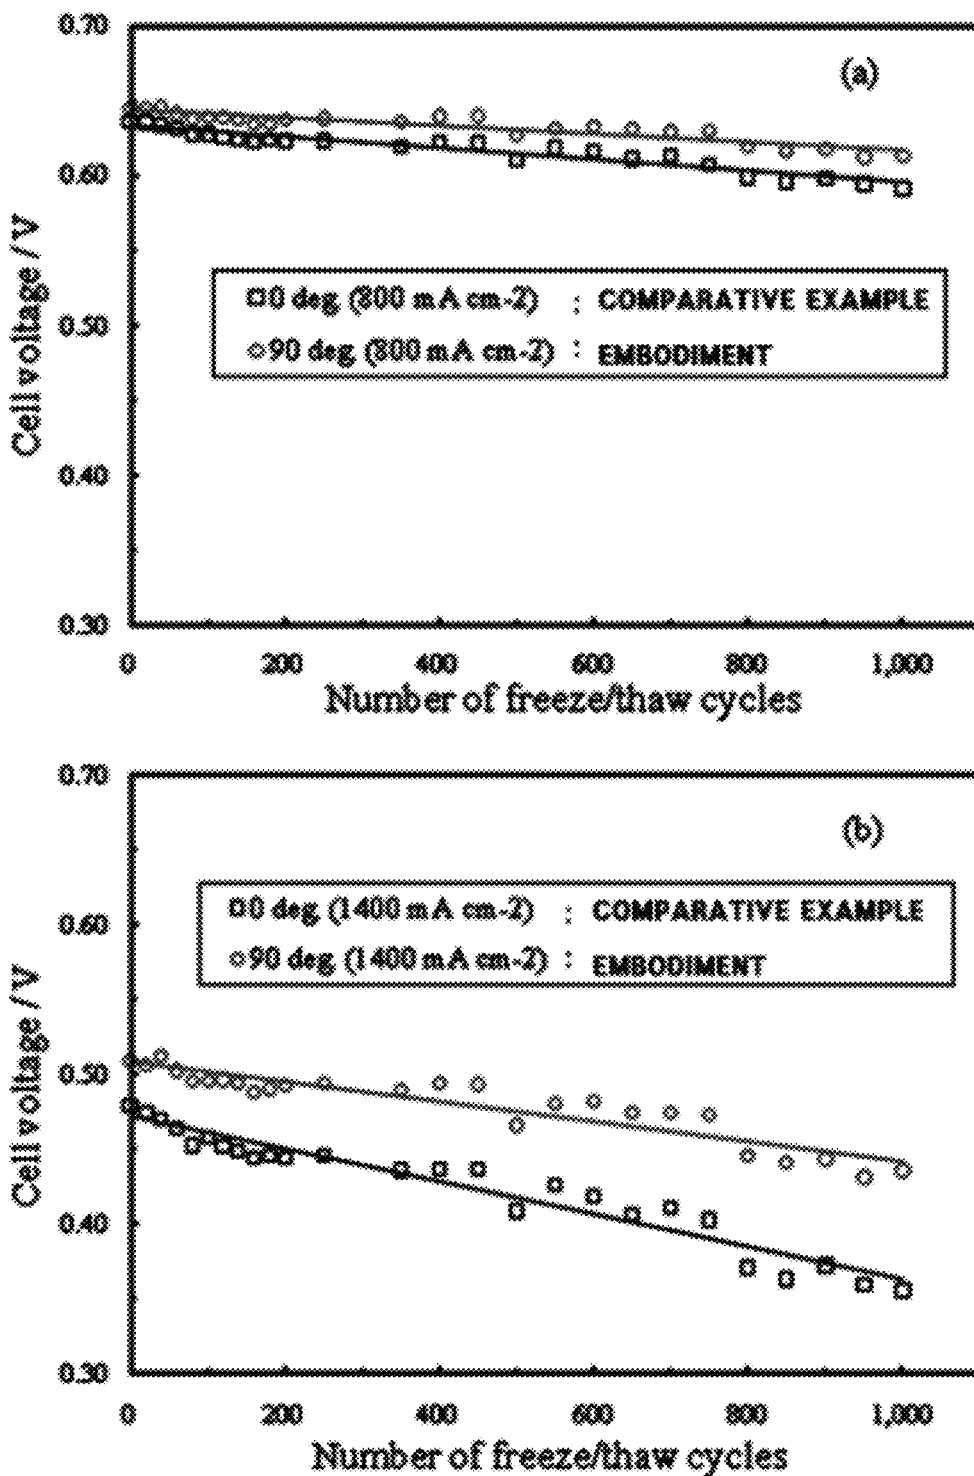 0.70
(a)
0.60
Cell voltage / V
0 deg. (800 mA cm-2) ; COMPARATIVE EXAMPLE
0.50
90 deg. (800 mA cm-2) : EMBODIMENT
0.40
0.30
0 200 400 600 800 1,000
Number of freeze/thaw cycles
0.70
(b)
0 deg. (1400 mA cm-2) : COMPARATIVE EXAMPLE
0.60
90 deg. (1400 mA cm-2) : EMBODIMENT
Cell voltage / V
0.50
0.40
0.30
0 200 400 600 800 1,000
Number of freeze/thaw cycles